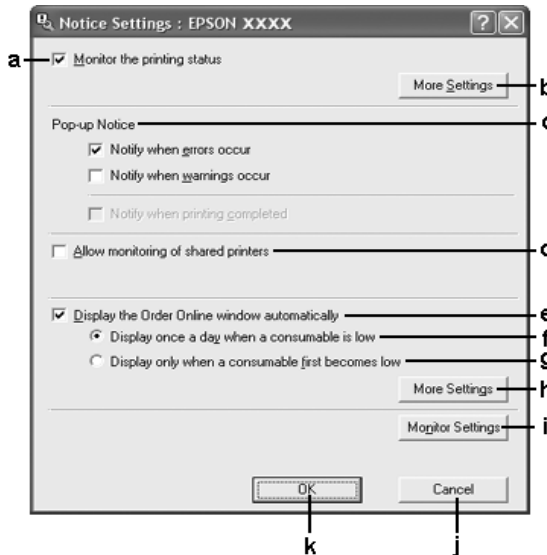 Notice Settings : EPSON XXXX
a
Monitor the printing status
More Settings
b
Pop-up Notice
c
Notify when errors occur
Notify when warnings occur
Notify when printing completed
Allow monitoring of shared printers
d
Display the Order Online window automatically
e
Display once a day when a consumable is low
f
Display only when a consumable first becomes low
g
More Settings
h
Monitor Settings
i
OK
Cancel
k
j